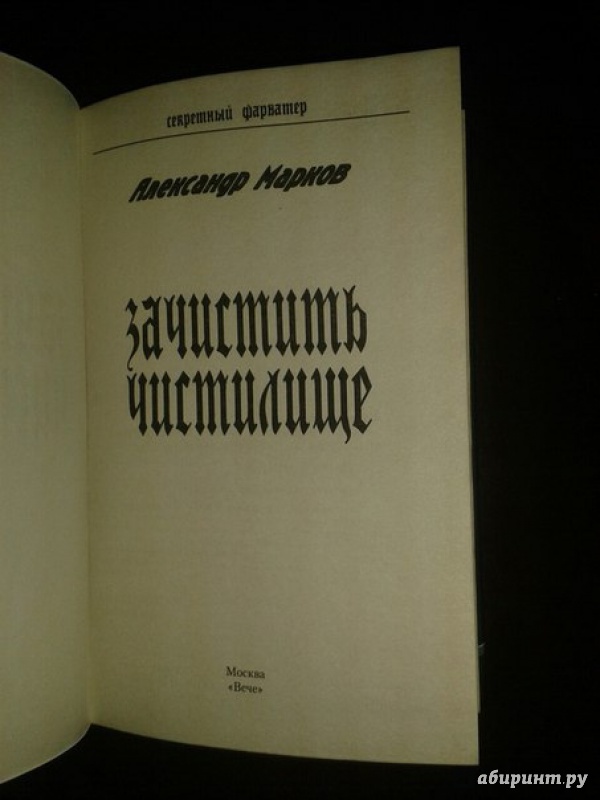 секретный фарватер
Александр Марков
зачистить
чистилище
Москва
«Вече»
абиринт.ру